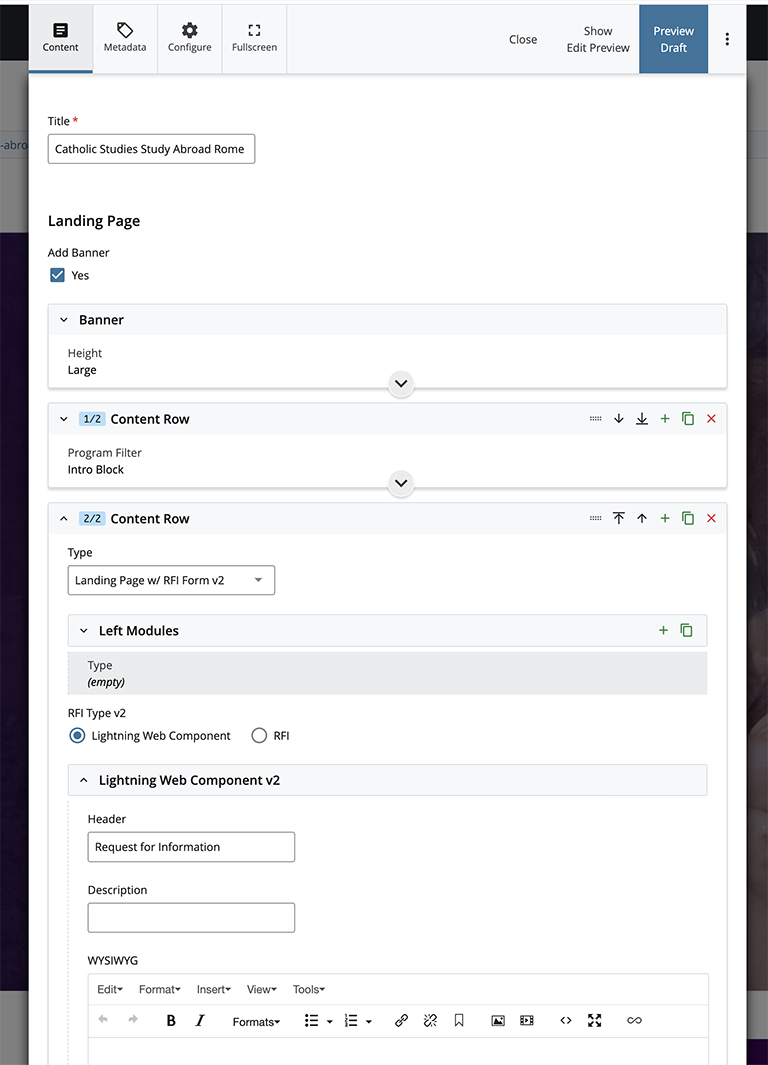 Content
Metadata
Configure
Fullscreen
Close
Show
Edit Preview
Preview
Draft
-abro
Title *
Catholic Studies Study Abroad Rome
Landing Page
Add Banner
Yes
Banner
Height
Large
1/2 Content Row
Program Filter
Intro Block
2/2 Content Row
Type
Landing Page w/ RFI Form v2
Left Modules
Type
(empty)
RFI Type v2
Lightning Web Component RFI
Lightning Web Component v2
Header
Request for Information
Description
WYSIWYG
Edit Format Insert View Tools
B I Formats